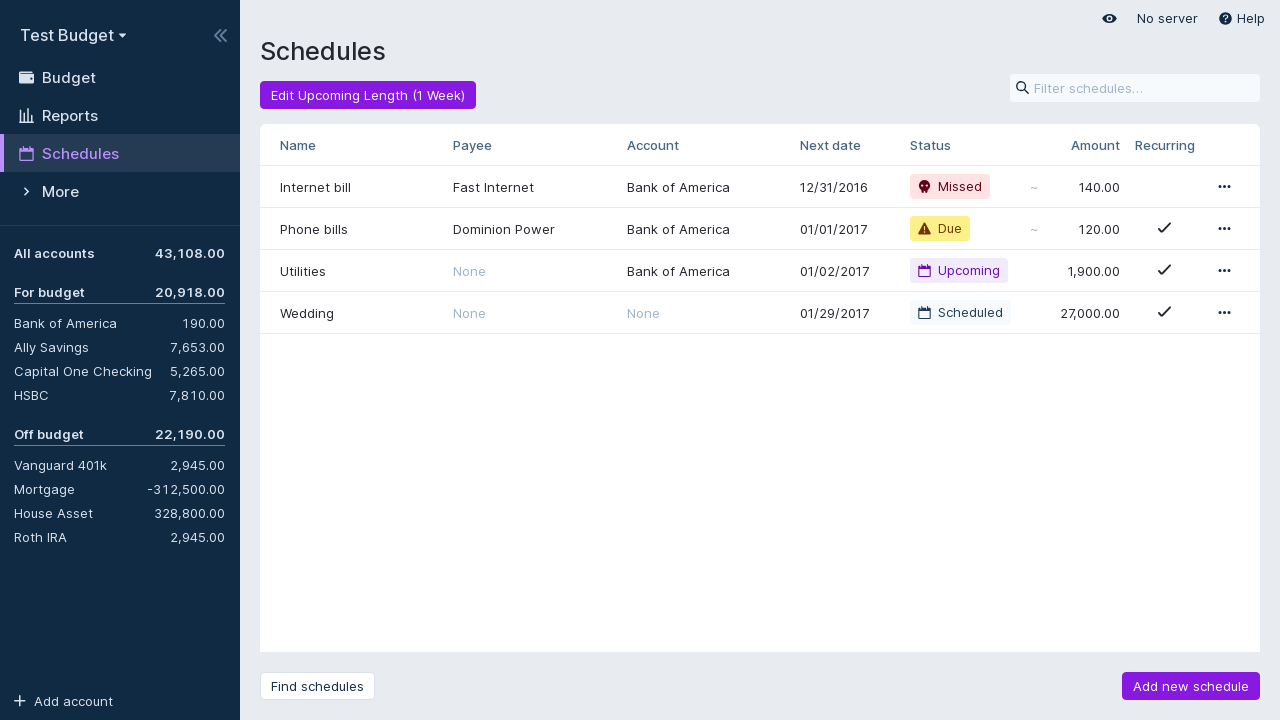 Test Budget
Budget
Reports
Schedules
More
All accounts 43,108.00
For budget 20,918.00
Bank of America 190.00
Ally Savings 7,653.00
Capital One Checking 5,265.00
HSBC 7,810.00
Off budget 22,190.00
Vanguard 401k 2,945.00
Mortgage -312,500.00
House Asset 328,800.00
Roth IRA 2,945.00
Add account
No server Help
Schedules
Edit Upcoming Length (1 Week)
Filter schedules…
Name Payee Account Next date Status Amount Recurring
Internet bill Fast Internet Bank of America 12/31/2016 Missed ~ 140.00
Phone bills Dominion Power Bank of America 01/01/2017 Due ~ 120.00
Utilities None Bank of America 01/02/2017 Upcoming 1,900.00
Wedding None None 01/29/2017 Scheduled 27,000.00
Find schedules
Add new schedule